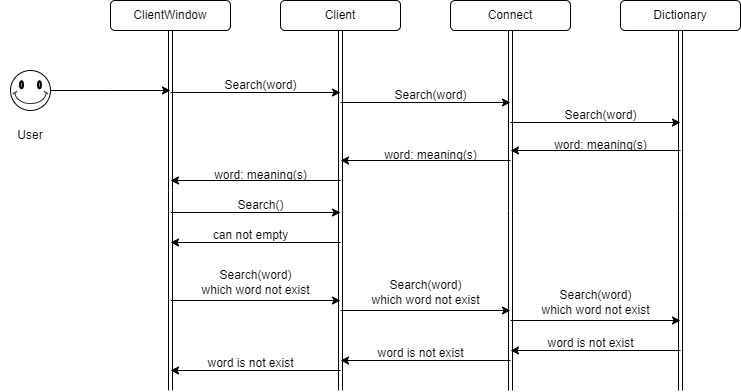 ClientWindow
Client
Connect
Dictionary
User
Search(word)
Search(word)
Search(word)
word: meaning(s)
word: meaning(s)
word: meaning(s)
Search()
can not empty
Search(word)
which word not exist
Search(word)
which word not exist
Search(word)
which word not exist
word is not exist
word is not exist
word is not exist